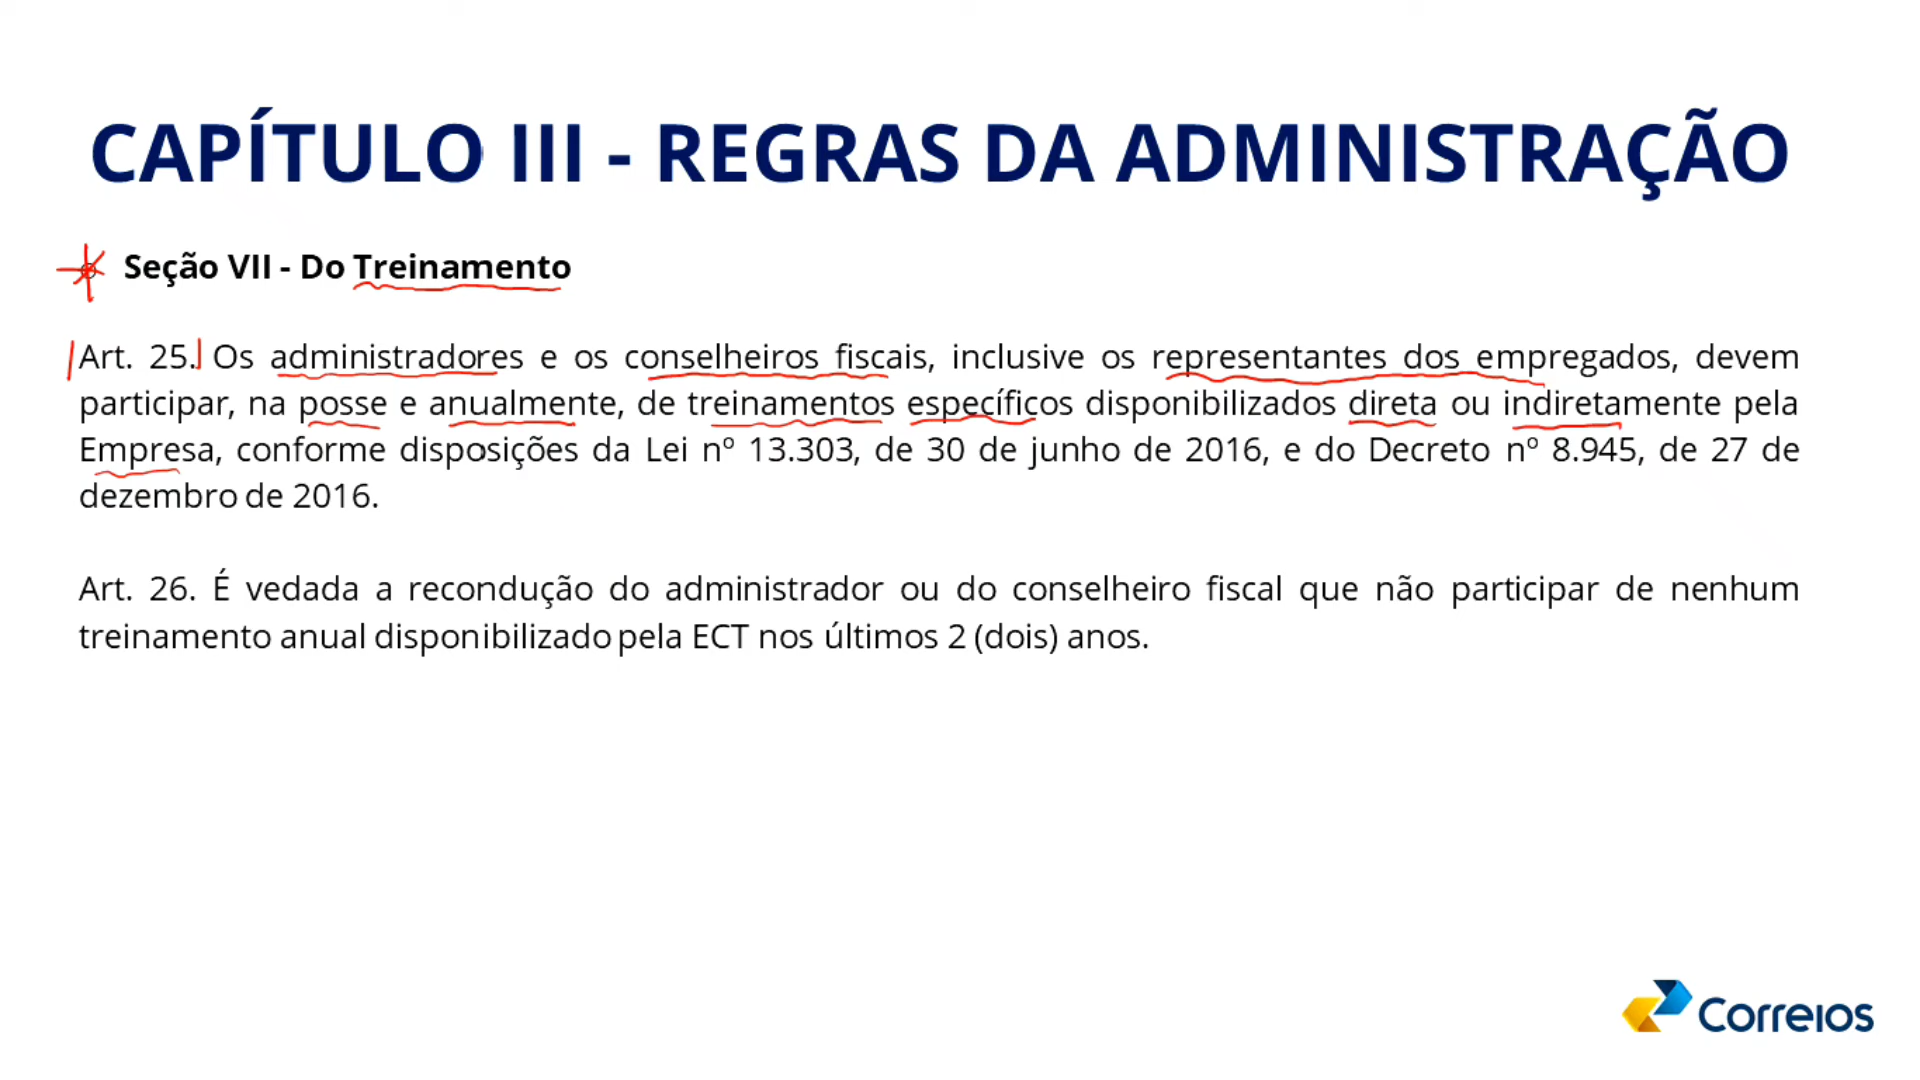 CAPÍTULO III - REGRAS DA ADMINISTRAÇÃO
Seção VII - Do Treinamento
Art. 25. Os administradores e os conselheiros fiscais, inclusive os representantes dos empregados, devem
participar, na posse e anualmente, de treinamentos específicos disponibilizados direta ou indiretamente pela
Empresa, conforme disposições da Lei nº 13.303, de 30 de junho de 2016, e do Decreto nº 8.945, de 27 de
dezembro de 2016.
Art. 26. É vedada a recondução do administrador ou do conselheiro fiscal que não participar de nenhum
treinamento anual disponibilizado pela ECT nos últimos 2 (dois) anos.
Correios